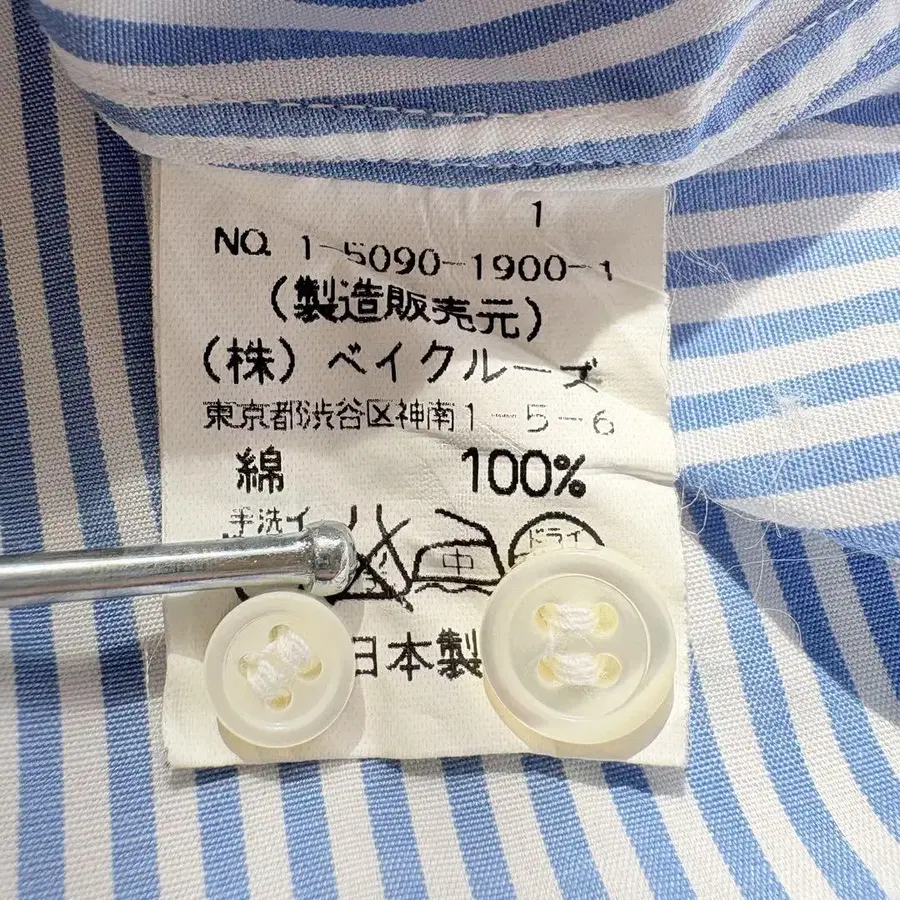 1
NO. 1-5090-1900-1
(製造販売元)
(株) ベイクルーズ
東京都渋谷区神南1-5-6
綿 100%
手洗イ 中 ドライ
日本製